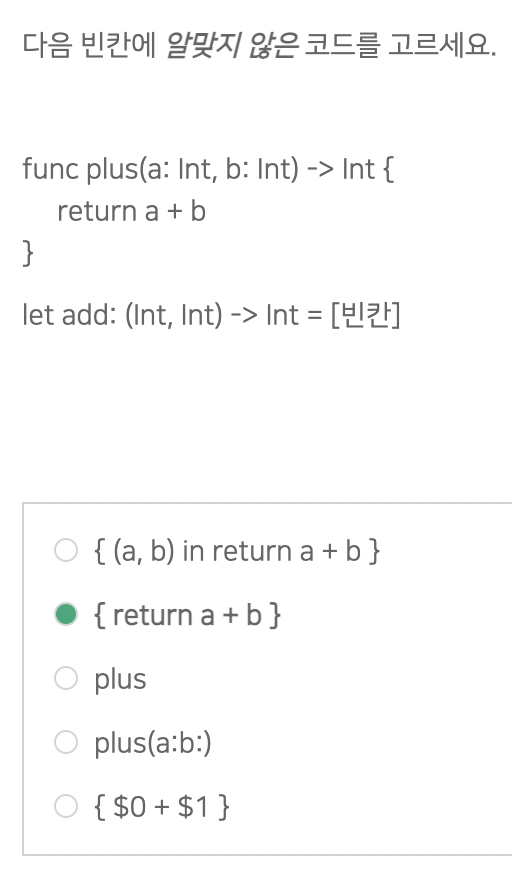 다음 빈칸에 알맞지 않은 코드를 고르세요.
func plus(a: Int, b: Int) -> Int {
return a + b
}
let add: (Int, Int) -> Int = [빈칸]
{ (a, b) in return a + b }
{ return a + b }
plus
plus(a:b:)
{ $0 + $1 }